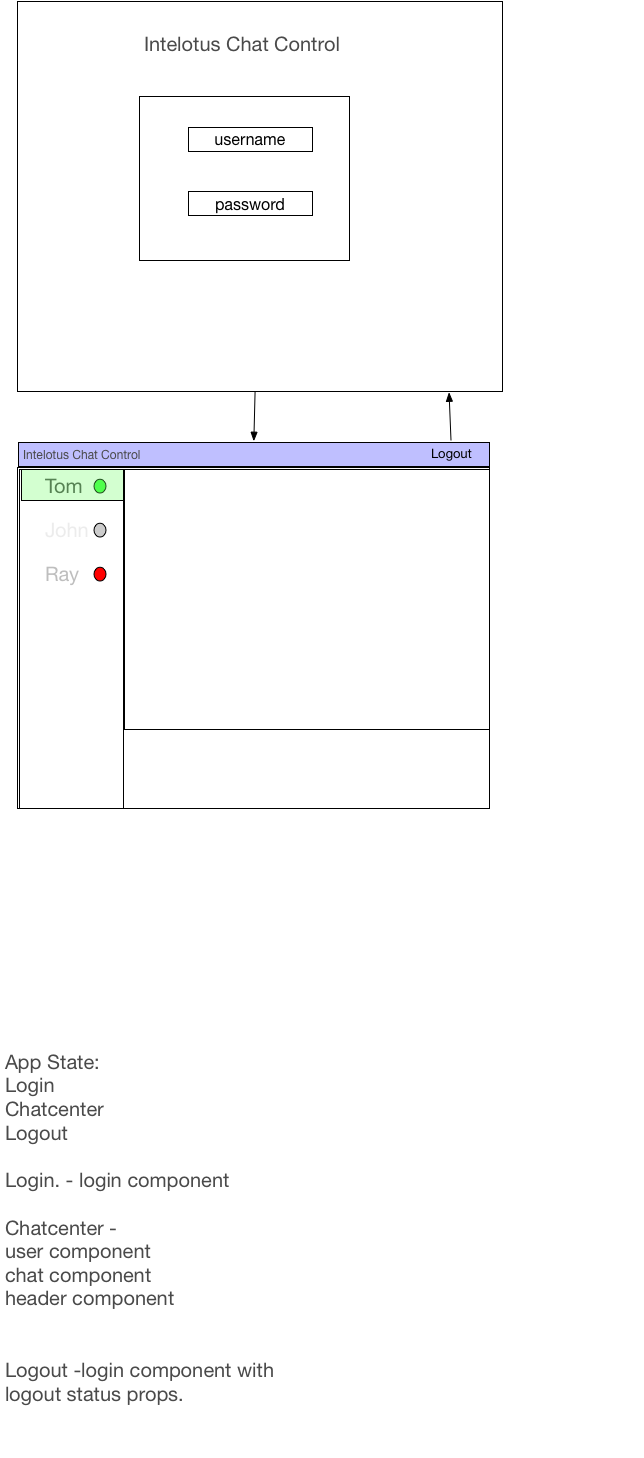 Intelotus Chat Control
username
password
Intelotus Chat Control
Logout
Tom
John
Ray
App State:
Login
Chatcenter
Logout
Login. - login component
Chatcenter -
user component
chat component
header component
Logout -login component with
logout status props.